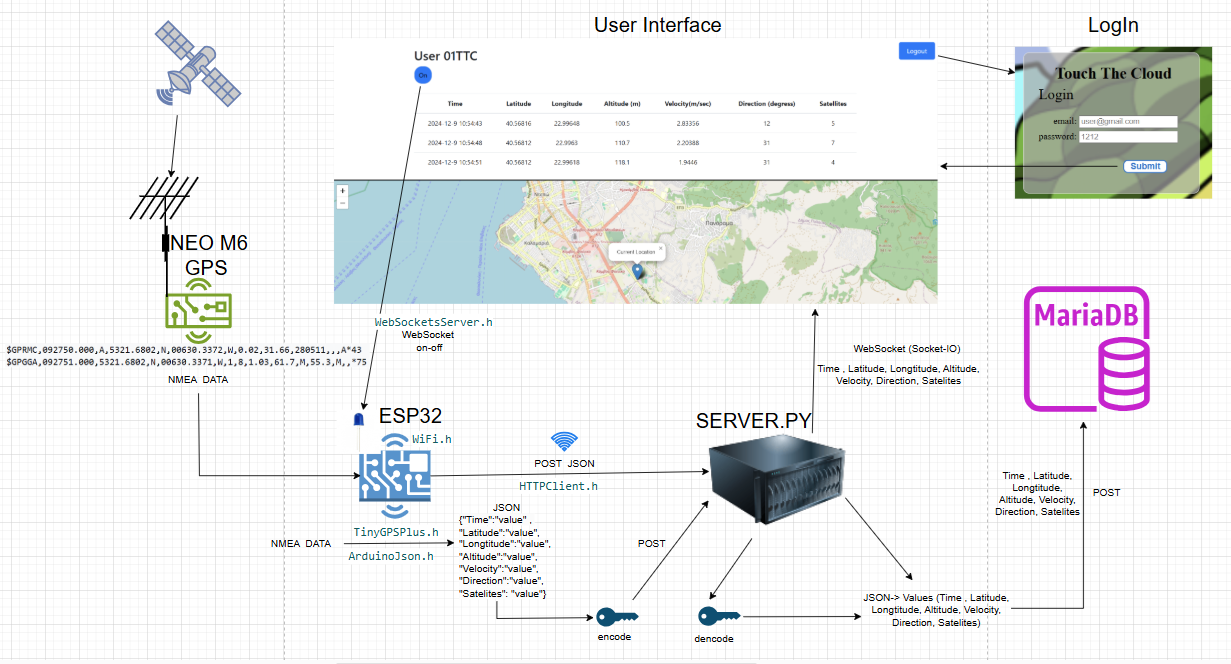 User Interface
LogIn
User 01TTC
On
Logout
Time Latitude Longitude Altitude (m) Velocity(m/sec) Direction (degress) Satellites
2024-12-9 10:54:43 40.56816 22.99648 100.5 2.83356 12 5
2024-12-9 10:54:48 40.56812 22.9963 110.7 2.20388 31 7
2024-12-9 10:54:51 40.56812 22.99618 118.1 1.9446 31 4
+
−
Πανόραμα
Καλαμαριά
Current Location
×
Touch The Cloud
Login
email: user@gmail.com
password: 1212
Submit
NEO M6
GPS
$GPRMC,092750.000,A,5321.6802,N,00630.3372,W,0.02,31.66,280511,,,A*43
$GPGGA,092751.000,5321.6802,N,00630.3371,W,1,8,1.03,61.7,M,55.3,M,,*75
NMEA DATA
WebSocketsServer.h
WebSocket
on-off
ESP32
WiFi.h
POST JSON
HTTPClient.h
SERVER.PY
WebSocket (Socket-IO)
Time , Latitude, Longtitude, Altitude,
Velocity, Direction, Satelites
MariaDB
TinyGPSPlus.h
NMEA DATA
ArduinoJson.h
JSON
{"Time":"value" ,
"Latitude":"value",
"Longtitude":"value",
"Altitude":"value",
"Velocity":"value",
"Direction":"value",
"Satelites": "value"}
encode
POST
dencode
JSON-> Values (Time , Latitude,
Longtitude, Altitude, Velocity,
Direction, Satelites)
Time , Latitude,
Longtitude,
Altitude, Velocity,
Direction, Satelites
POST